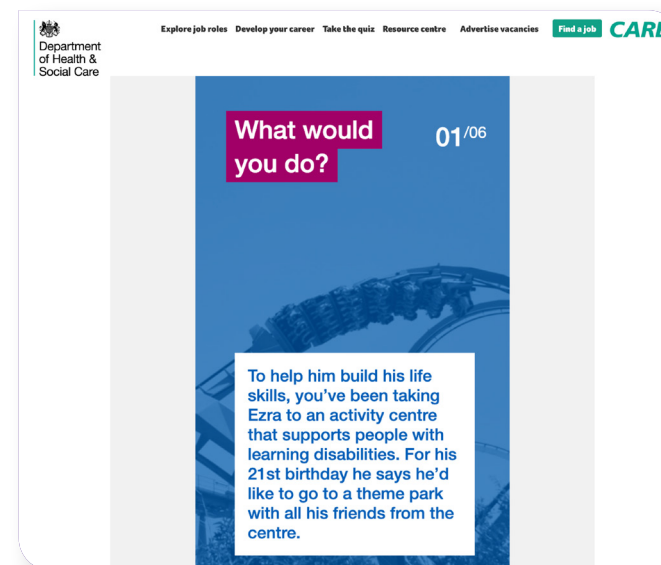 Department
of Health &
Social Care
Explore job roles Develop your career Take the quiz Resource centre Advertise vacancies Find a job
What would
you do?
01/06
To help him build his life
skills, you've been taking
Ezra to an activity centre
that supports people with
learning disabilities. For his
21st birthday he says he'd
like to go to a theme park
with all his friends from the
centre.